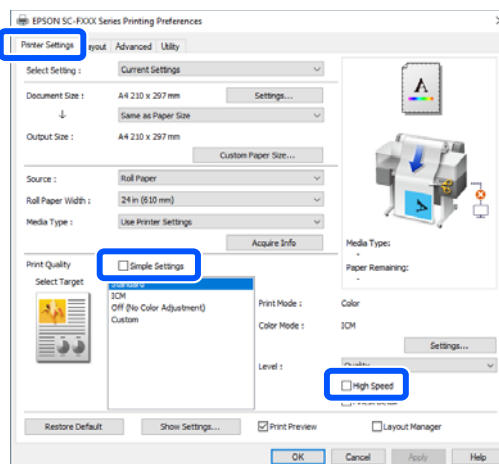 EPSON SC-FXXX Series Printing Preferences
Printer Settings
Layout Advanced Utility
Select Setting : Current Settings
Document Size : A4 210 x 297 mm Settings...
Same as Paper Size
Output Size : A4 210 x 297 mm
Custom Paper Size...
Source : Roll Paper
Roll Paper Width : 24 in (610 mm)
Media Type : Use Printer Settings
Acquire Info
Media Type:
-
Paper Remaining:
-
Print Quality Simple Settings
Select Target
Standard
ICM
Off (No Color Adjustment)
Custom
Print Mode : Color
Color Mode : ICM
Settings...
Level : Quality
High Speed
Restore Default Show Settings... Print Preview Layout Manager
OK Cancel Apply Help